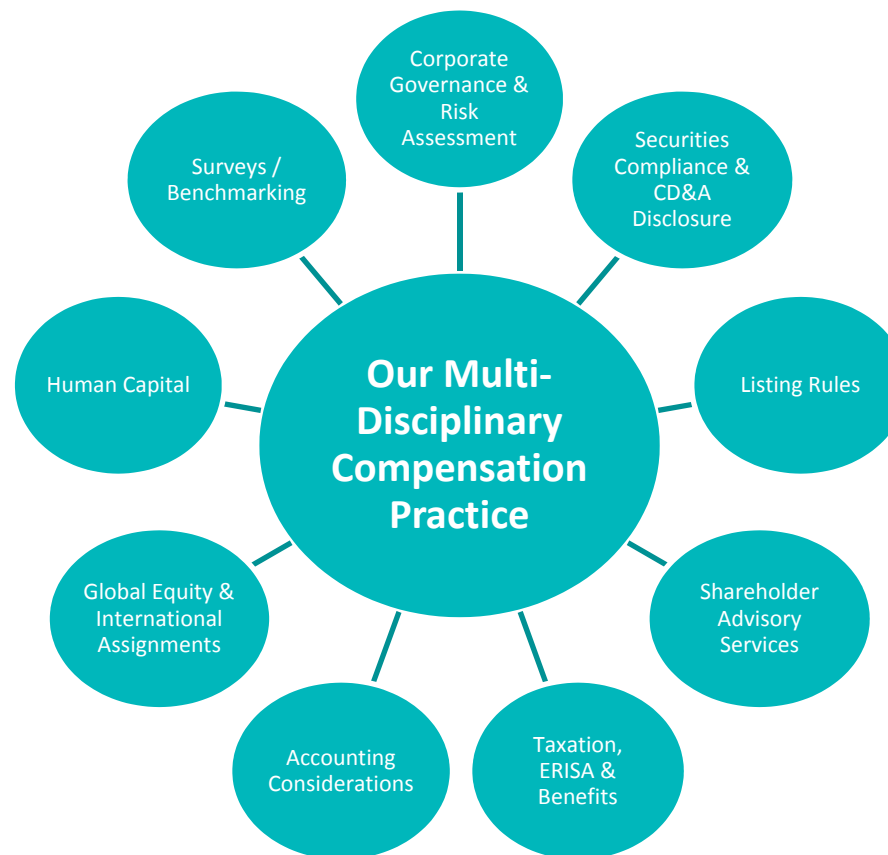 Corporate
Governance &
Risk
Assessment
Securities
Compliance &
CD&A
Disclosure
Surveys /
Benchmarking
Human Capital
Our Multi-
Disciplinary
Compensation
Practice
Listing Rules
Global Equity &
International
Assignments
Shareholder
Advisory
Services
Accounting
Considerations
Taxation,
ERISA &
Benefits